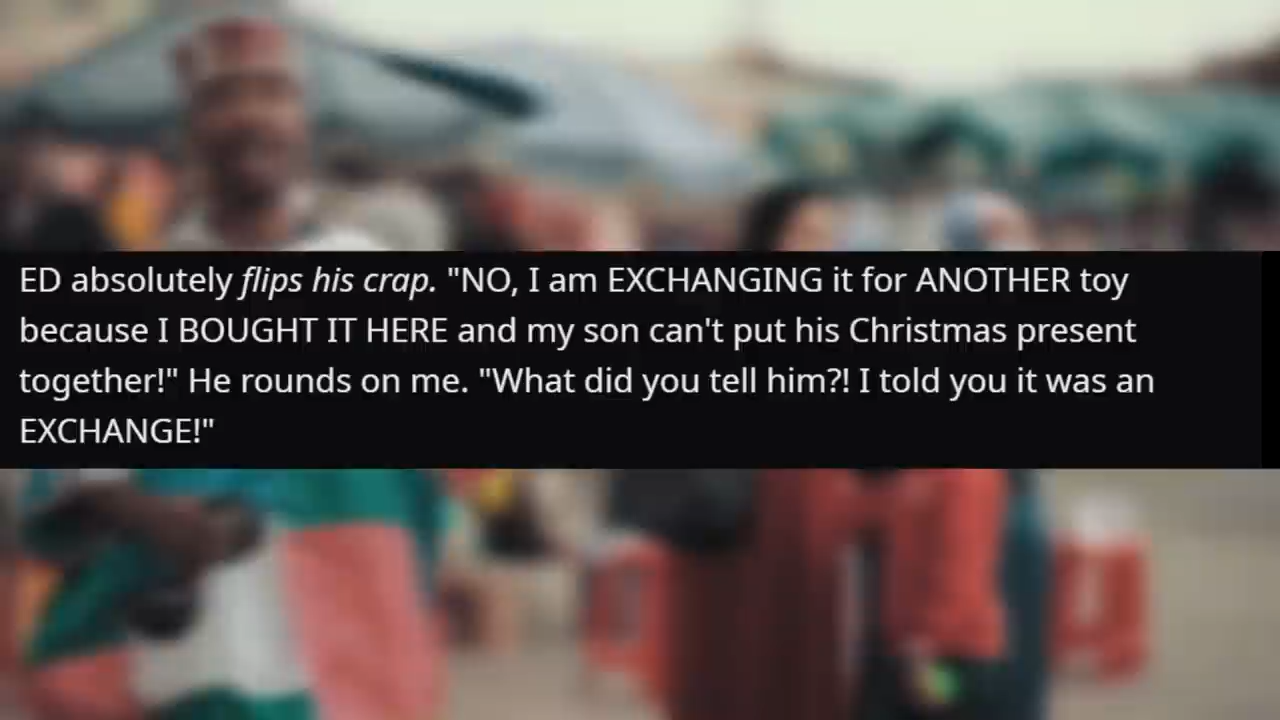 ED absolutely flips his crap. "NO, I am EXCHANGING it for ANOTHER toy
because I BOUGHT IT HERE and my son can't put his Christmas present
together!" He rounds on me. "What did you tell him?! I told you it was an
EXCHANGE!"